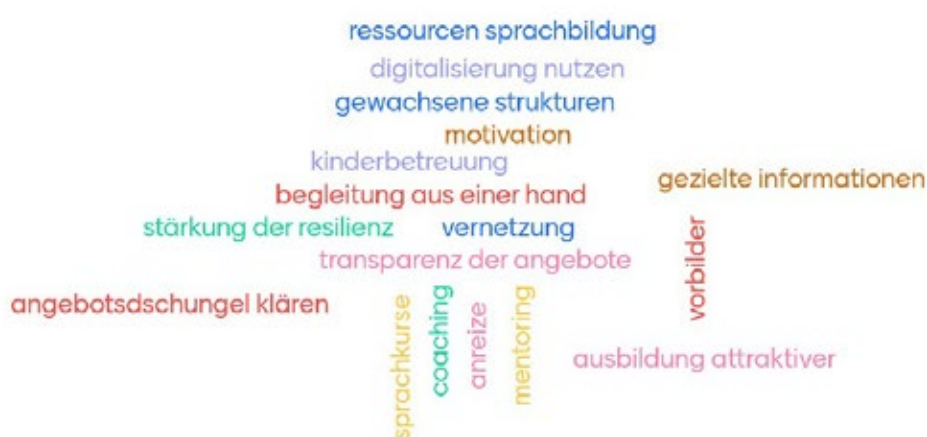 ressourcen sprachbildung
digitalisierung nutzen
gewachsene strukturen
motivation
kinderbetreuung
gezielte informationen
begleitung aus einer hand
stärkung der resilienz
vernetzung
vorbilder
transparenz der angebote
angebotsdschungel klären
sprachkurse
coaching
anreize
mentoring
ausbildung attraktiver